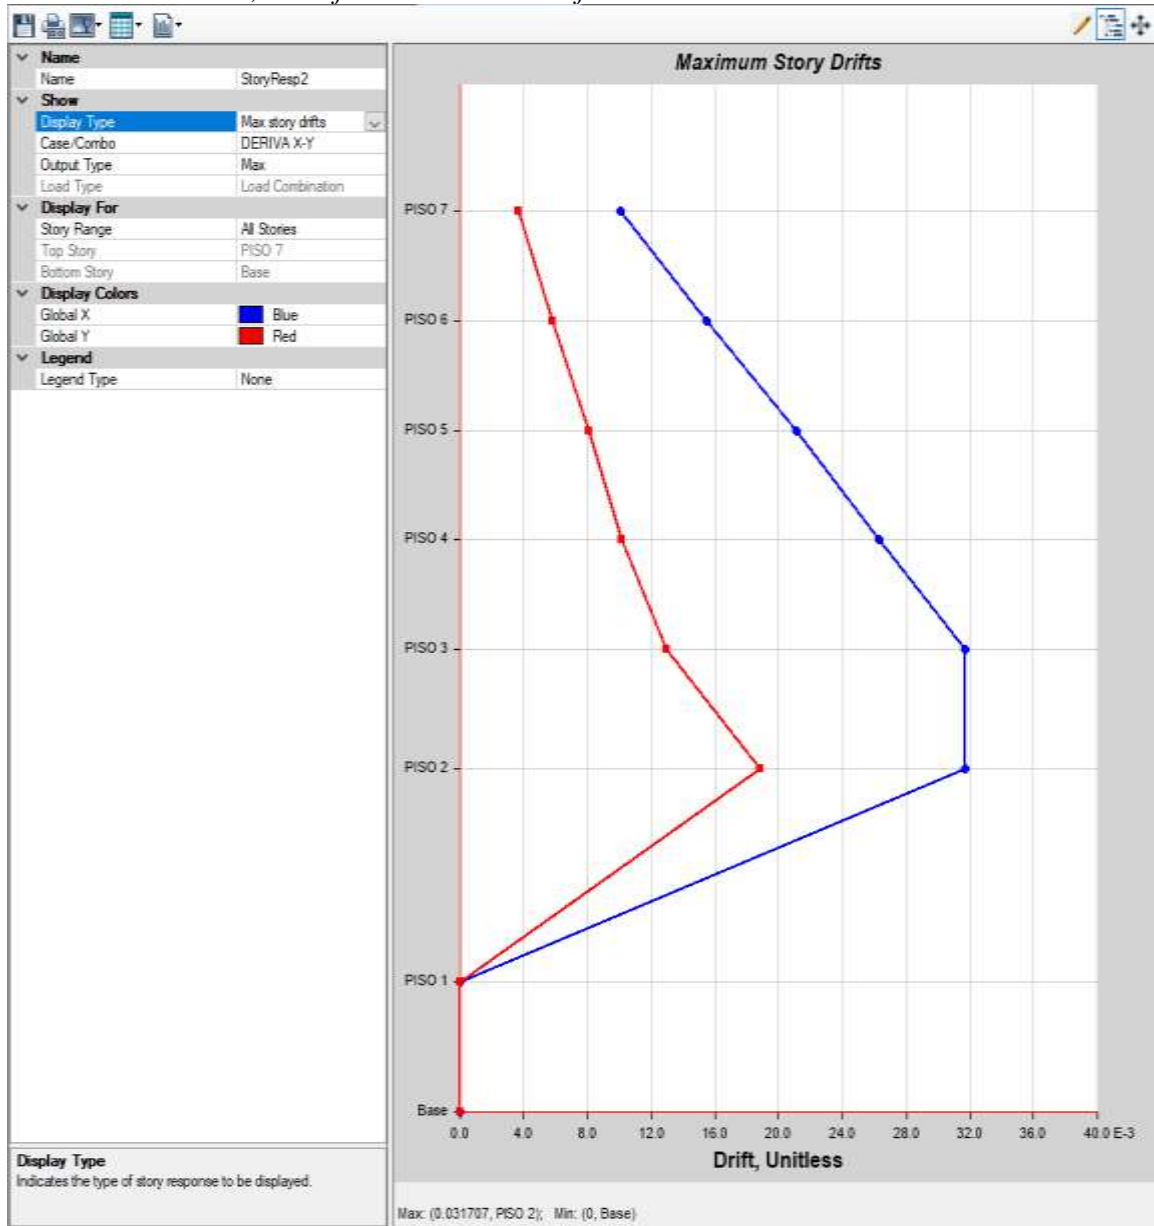 Name
Name StoryResp2
Show
Display Type Max story drifts
Case/Combo DERIVA X-Y
Output Type Max
Load Type Load Combination
Display For
Story Range All Stories
Top Story PISO 7
Bottom Story Base
Display Colors
Global X Blue
Global Y Red
Legend
Legend Type None
Display Type
Indicates the type of story response to be displayed.
Maximum Story Drifts
PISO 7
PISO 6
PISO 5
PISO 4
PISO 3
PISO 2
PISO 1
Base
0.0 4.0 8.0 12.0 16.0 20.0 24.0 28.0 32.0 36.0 40.0 E-3
Drift, Unitless
Max: (0.031707, PISO 2); Min: (0, Base)